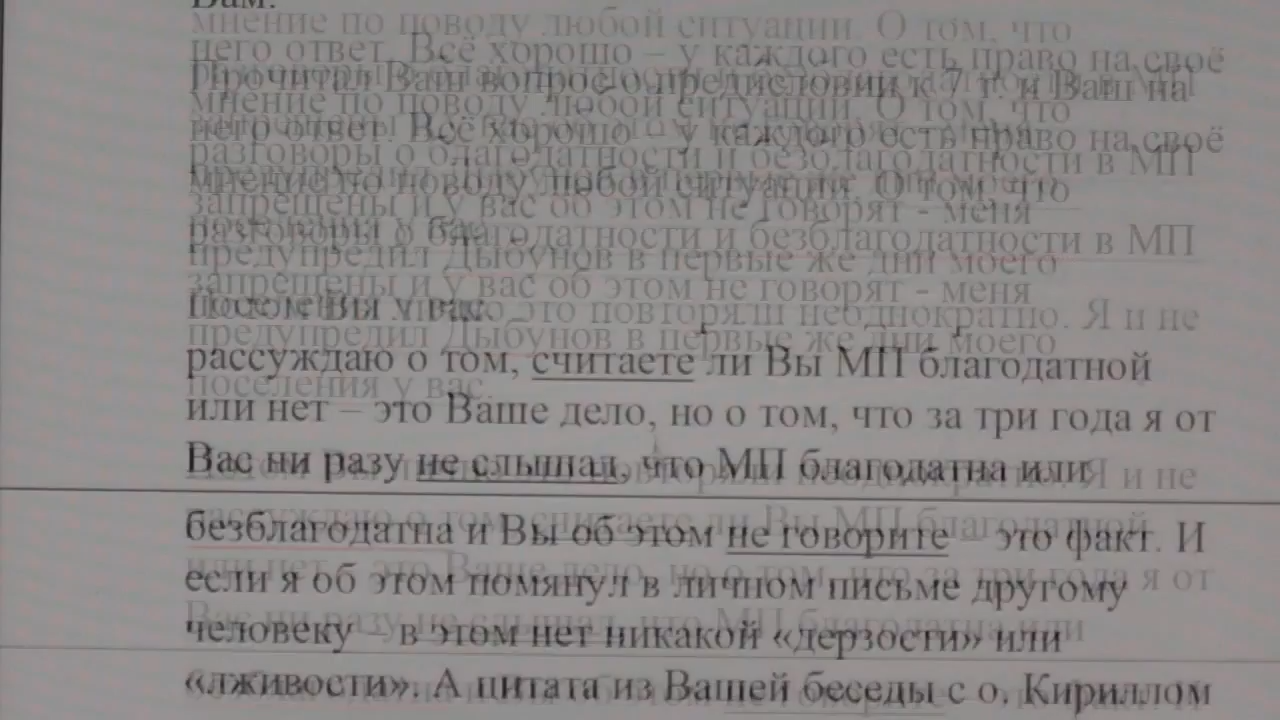 Вам.
Прочитал Ваш вопрос о предисловии к 7 т. и Ваш на
него ответ. Всё хорошо – у каждого есть право на своё
мнение по поводу любой ситуации. О том, что
разговоры о благодатности и безблагодатности в МП
запрещены и у вас об этом не говорят - меня
предупредил Дыбунов в первые же дни моего
поселения у вас.
это повторяли неоднократно. Я и не
рассуждаю о том, считаете ли Вы МП благодатной
или нет – это Ваше дело, но о том, что за три года я от
Вас ни разу не слышал, что МП благодатна или
безблагодатна и Вы об этом не говорите – это факт. И
если я об этом помянул в личном письме другому
человеку – в этом нет никакой «дерзости» или
«лживости». А цитата из Вашей беседы с о. Кириллом